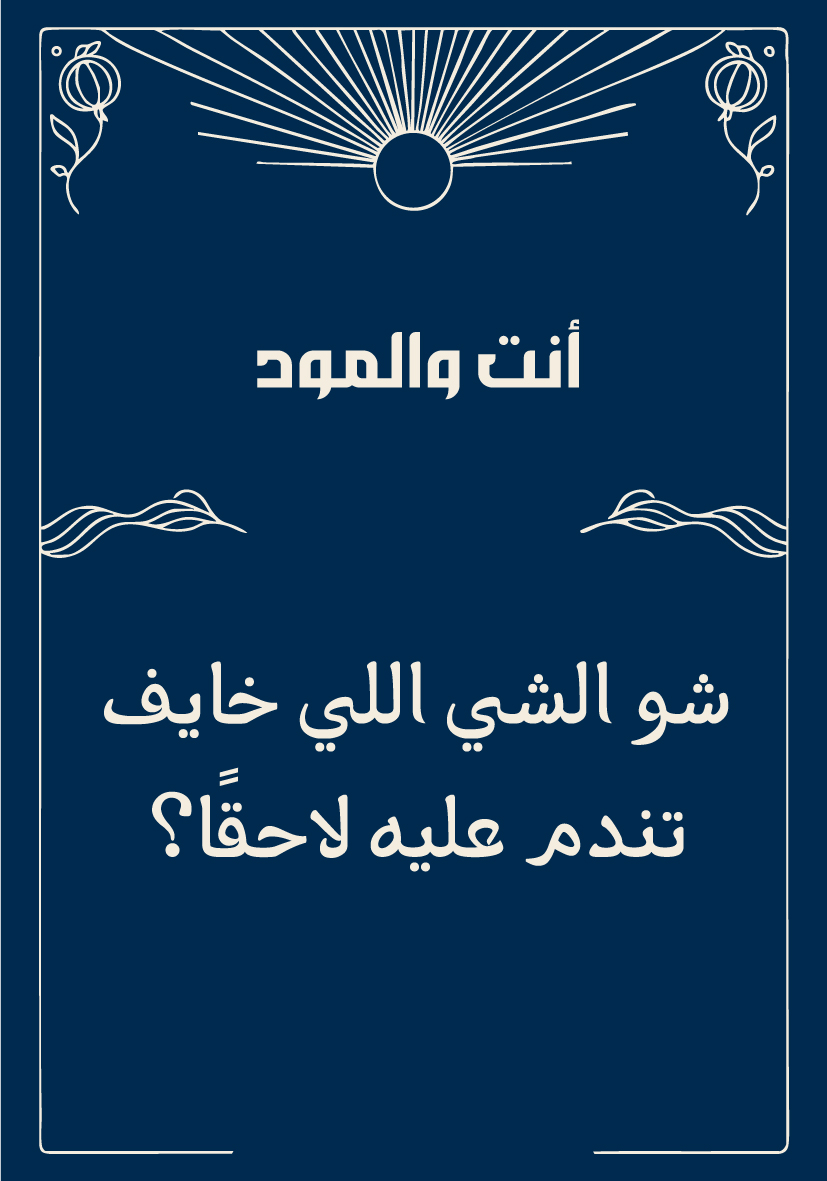 أنت والمود
شو الشي اللي خايف
تندم عليه لاحقًا؟